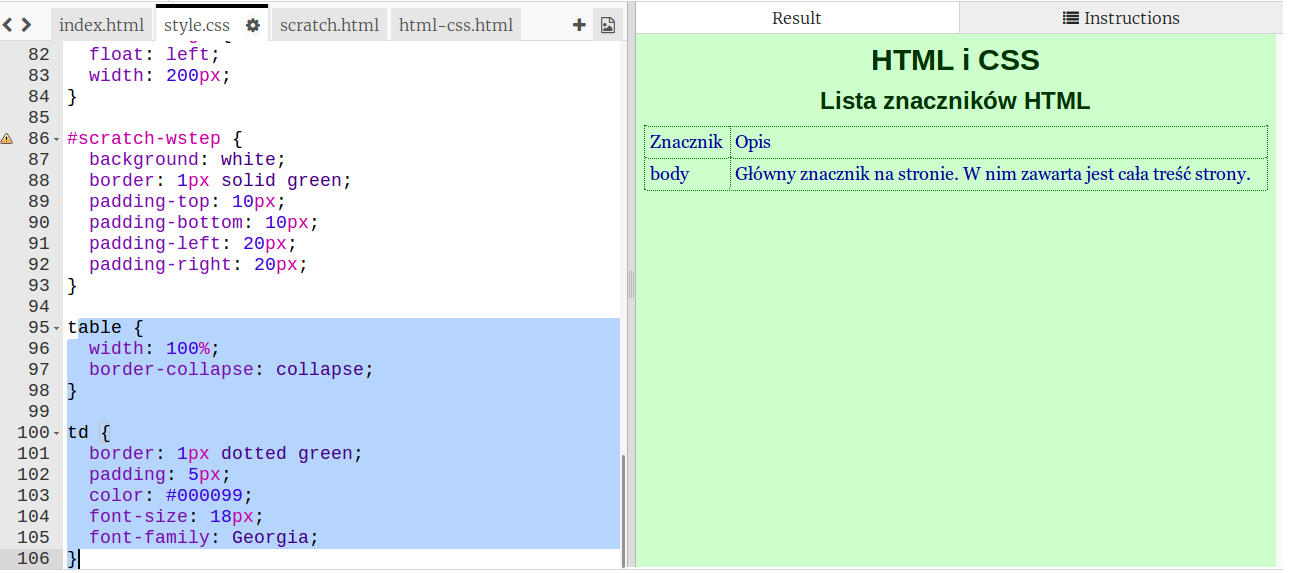 index.html style.css scratch.html html-css.html
82 float: left;
83 width: 200px;
84 }
85
86 #scratch-wstep {
87 background: white;
88 border: 1px solid green;
89 padding-top: 10px;
90 padding-bottom: 10px;
91 padding-left: 20px;
92 padding-right: 20px;
93 }
94
95 table {
96 width: 100%;
97 border-collapse: collapse;
98 }
99
100 td {
101 border: 1px dotted green;
102 padding: 5px;
103 color: #000099;
104 font-size: 18px;
105 font-family: Georgia;
106 }
Result Instructions
HTML i CSS
Lista znaczników HTML
Znacznik Opis
body Główny znacznik na stronie. W nim zawarta jest cała treść strony.